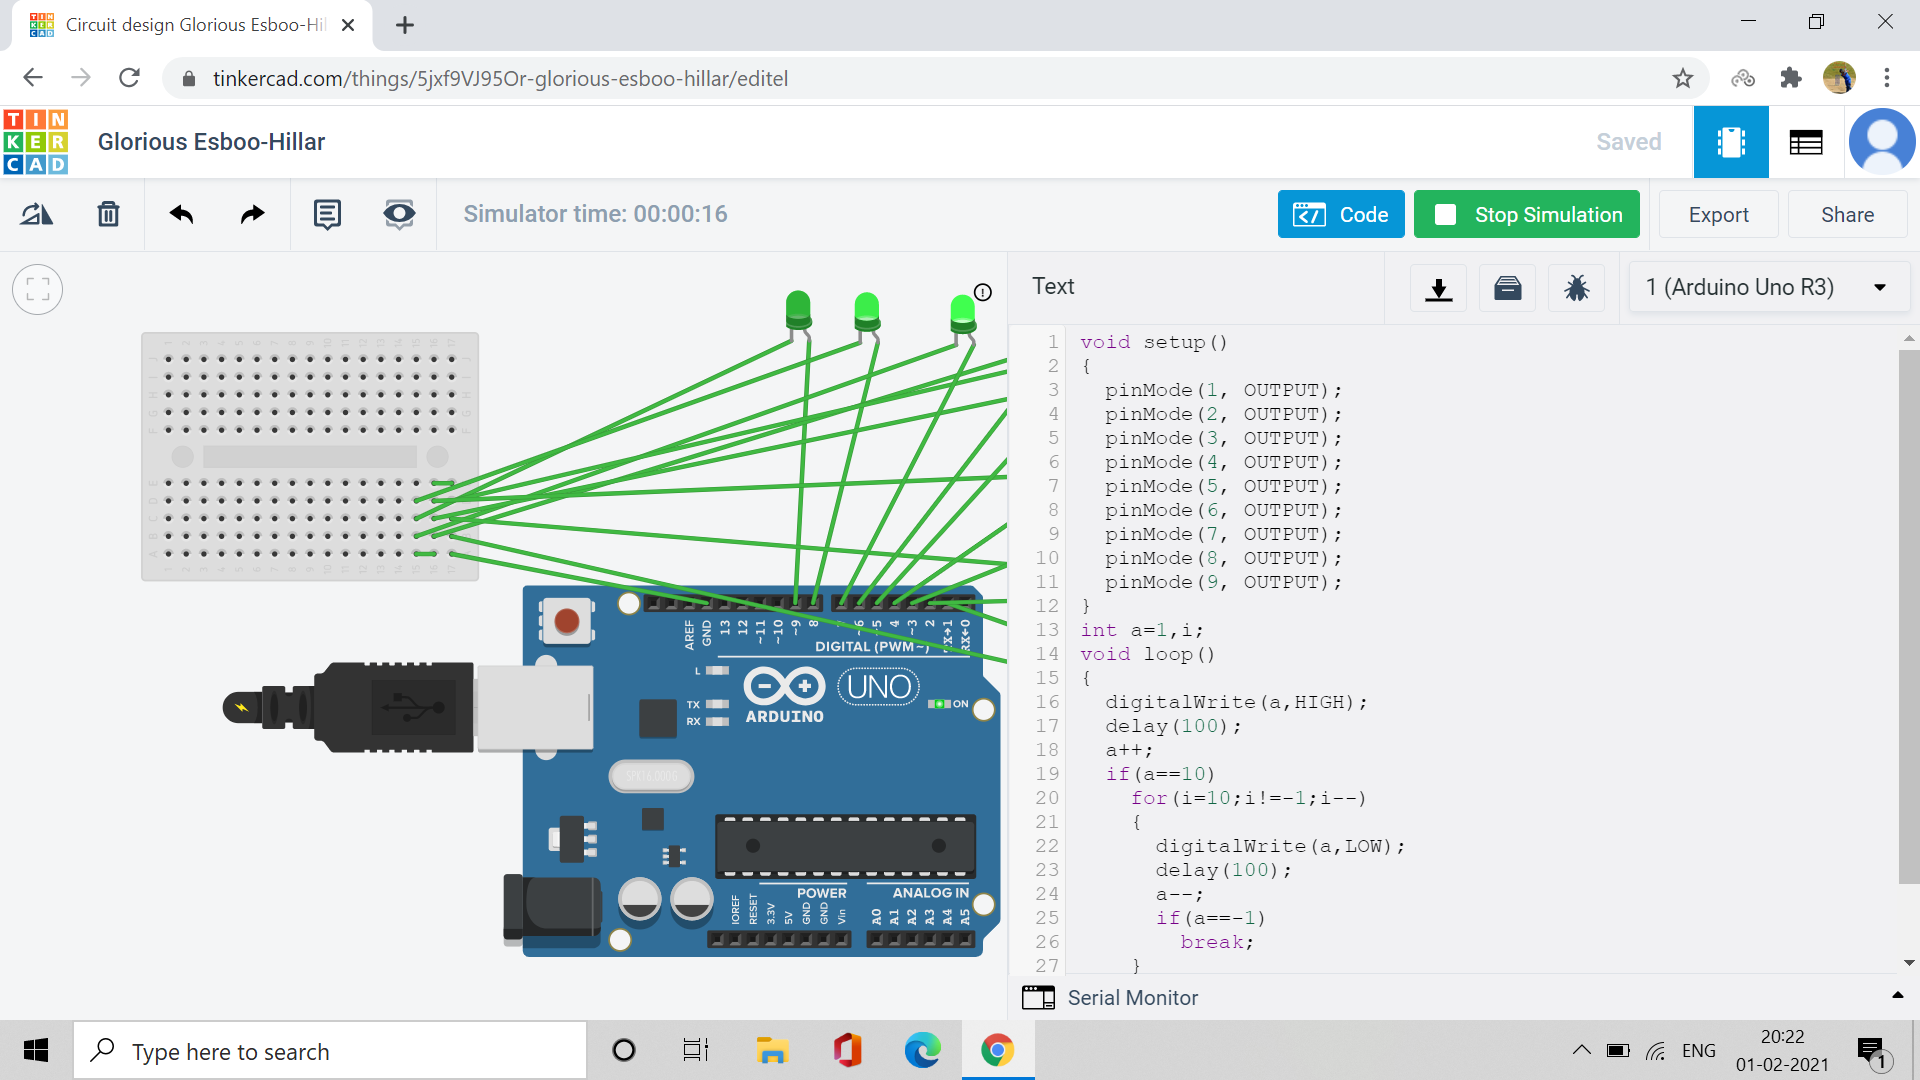 Circuit design Glorious Esboo-Hil
tinkercad.com/things/5jxf9VJ95Or-glorious-esboo-hillar/editel
TIN
KER
CAD
Glorious Esboo-Hillar
Saved
Simulator time: 00:00:16
Code
Stop Simulation
Export
Share
Text
1 (Arduino Uno R3)
1 void setup()
2 {
3 pinMode(1, OUTPUT);
4 pinMode(2, OUTPUT);
5 pinMode(3, OUTPUT);
6 pinMode(4, OUTPUT);
7 pinMode(5, OUTPUT);
8 pinMode(6, OUTPUT);
9 pinMode(7, OUTPUT);
10 pinMode(8, OUTPUT);
11 pinMode(9, OUTPUT);
12 }
13 int a=1,i;
14 void loop()
15 {
16 digitalWrite(a,HIGH);
17 delay(100);
18 a++;
19 if(a==10)
20 for(i=10;i!=-1;i--)
21 {
22 digitalWrite(a,LOW);
23 delay(100);
24 a--;
25 if(a==-1)
26 break;
27 }
AREF GND 13 12 ~11 ~10 ~9 8 ~6 ~5 4 ~3 2 TX→1 RX←0
DIGITAL (PWM~)
L
TX
RX
ARDUINO
UNO
ON
SPK16.000G
POWER
ANALOG IN
IOREF RESET 3.3V 5V GND GND Vin A0 A1 A2 A3 A4 A5
Serial Monitor
Type here to search
ENG
20:22
01-02-2021
1